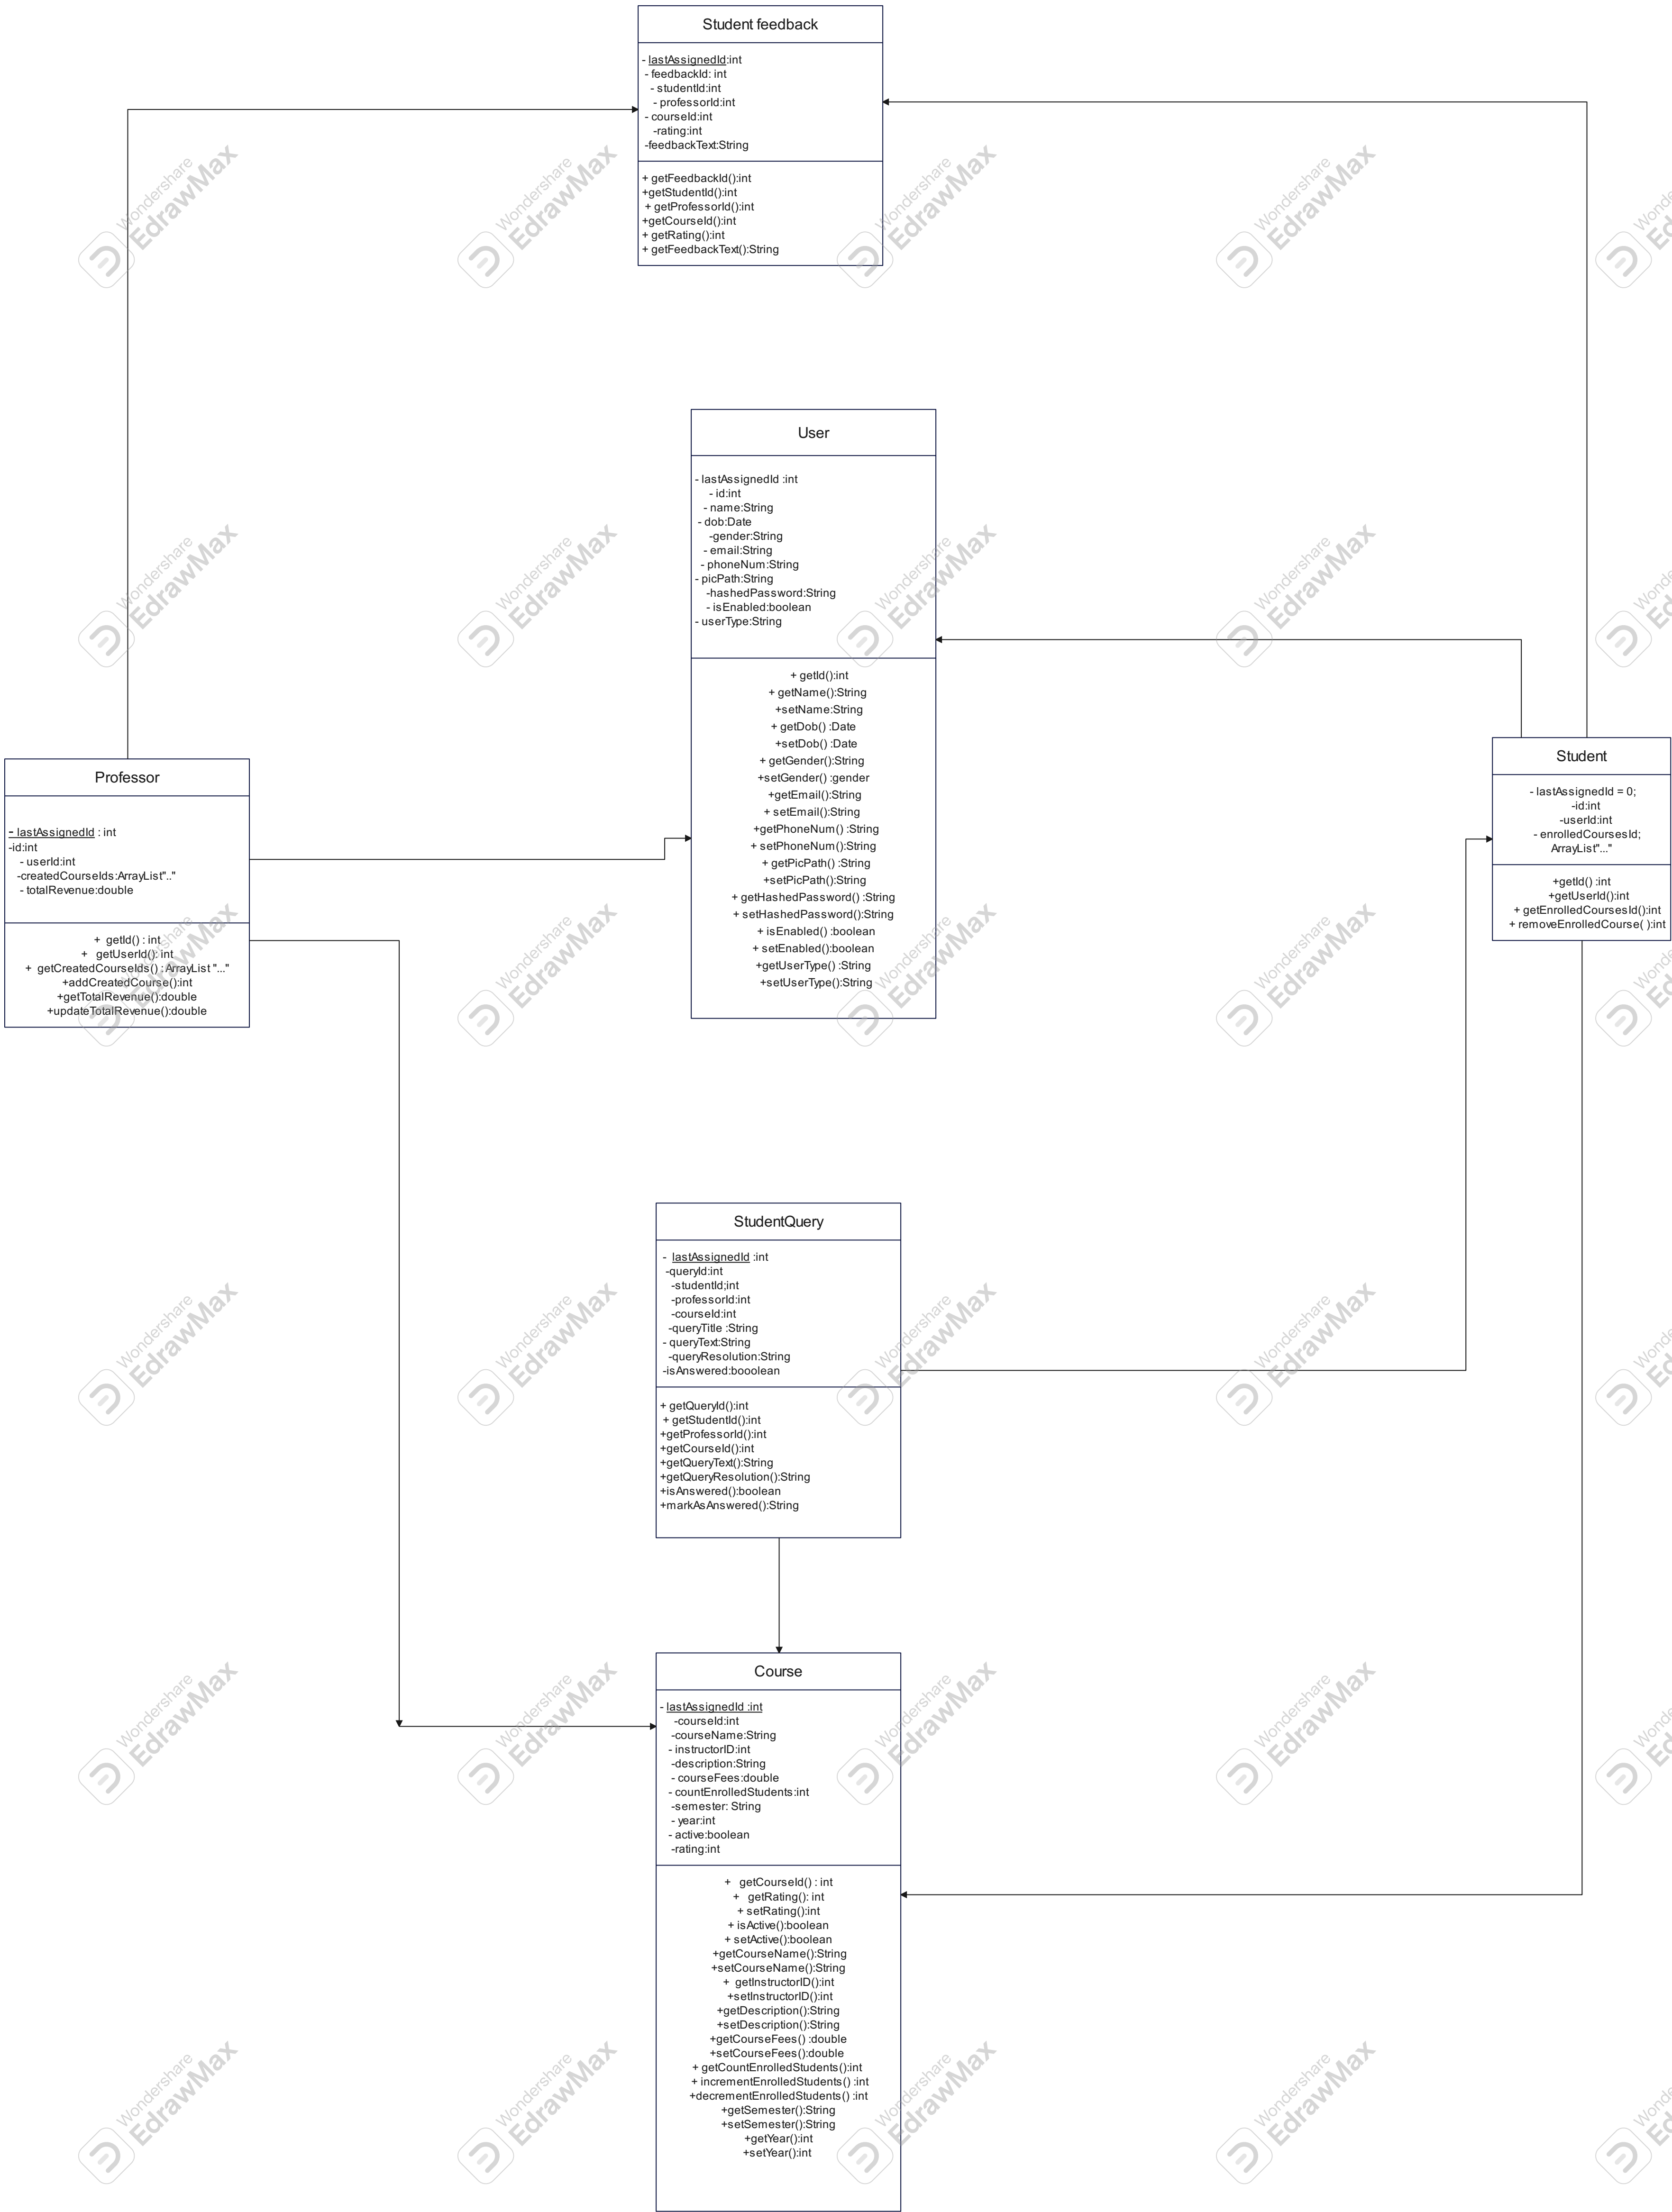 Student feedback
- lastAssignedId:int
- feedbackId: int
- studentId:int
- professorId:int
- courseId:int
-rating:int
-feedbackText:String
+ getFeedbackId():int
+getStudentId():int
+ getProfessorId():int
+getCourseId():int
+ getRating():int
+ getFeedbackText():String
User
- lastAssignedId :int
- id:int
- name:String
- dob:Date
-gender:String
- email:String
- phoneNum:String
- picPath:String
-hashedPassword:String
- isEnabled:boolean
- userType:String
+ getId():int
+ getName():String
+setName:String
+ getDob() :Date
+setDob() :Date
+ getGender():String
+setGender() :gender
+getEmail():String
+ setEmail():String
+getPhoneNum() :String
+ setPhoneNum():String
+ getPicPath() :String
+setPicPath():String
+ getHashedPassword() :String
+ setHashedPassword():String
+ isEnabled() :boolean
+ setEnabled():boolean
+getUserType() :String
+setUserType():String
Professor
- lastAssignedId : int
-id:int
- userId:int
-createdCourseIds:ArrayList".."
- totalRevenue:double
+ getId() : int
+ getUserId(): int
+ getCreatedCourseIds() : ArrayList "..."
+addCreatedCourse():int
+getTotalRevenue():double
+updateTotalRevenue():double
Student
- lastAssignedId = 0;
-id:int
-userId:int
- enrolledCoursesId;
ArrayList"..."
+getId() :int
+getUserId():int
+ getEnrolledCoursesId():int
+ removeEnrolledCourse( ):int
StudentQuery
- lastAssignedId :int
-queryId:int
-studentId;int
-professorId:int
-courseId:int
-queryTitle :String
- queryText:String
-queryResolution:String
-isAnswered:booolean
+ getQueryId():int
+ getStudentId():int
+getProfessorId():int
+getCourseId():int
+getQueryText():String
+getQueryResolution():String
+isAnswered():boolean
+markAsAnswered():String
Course
- lastAssignedId :int
-courseId:int
-courseName:String
- instructorID:int
-description:String
- courseFees:double
- countEnrolledStudents:int
-semester: String
- year:int
- active:boolean
-rating:int
+ getCourseId() : int
+ getRating(): int
+ setRating():int
+ isActive():boolean
+ setActive():boolean
+getCourseName():String
+setCourseName():String
+ getInstructorID():int
+setInstructorID():int
+getDescription():String
+setDescription():String
+getCourseFees() :double
+setCourseFees():double
+ getCountEnrolledStudents():int
+ incrementEnrolledStudents() :int
+decrementEnrolledStudents() :int
+getSemester():String
+setSemester():String
+getYear():int
+setYear():int
Wondershare
EdrawMax